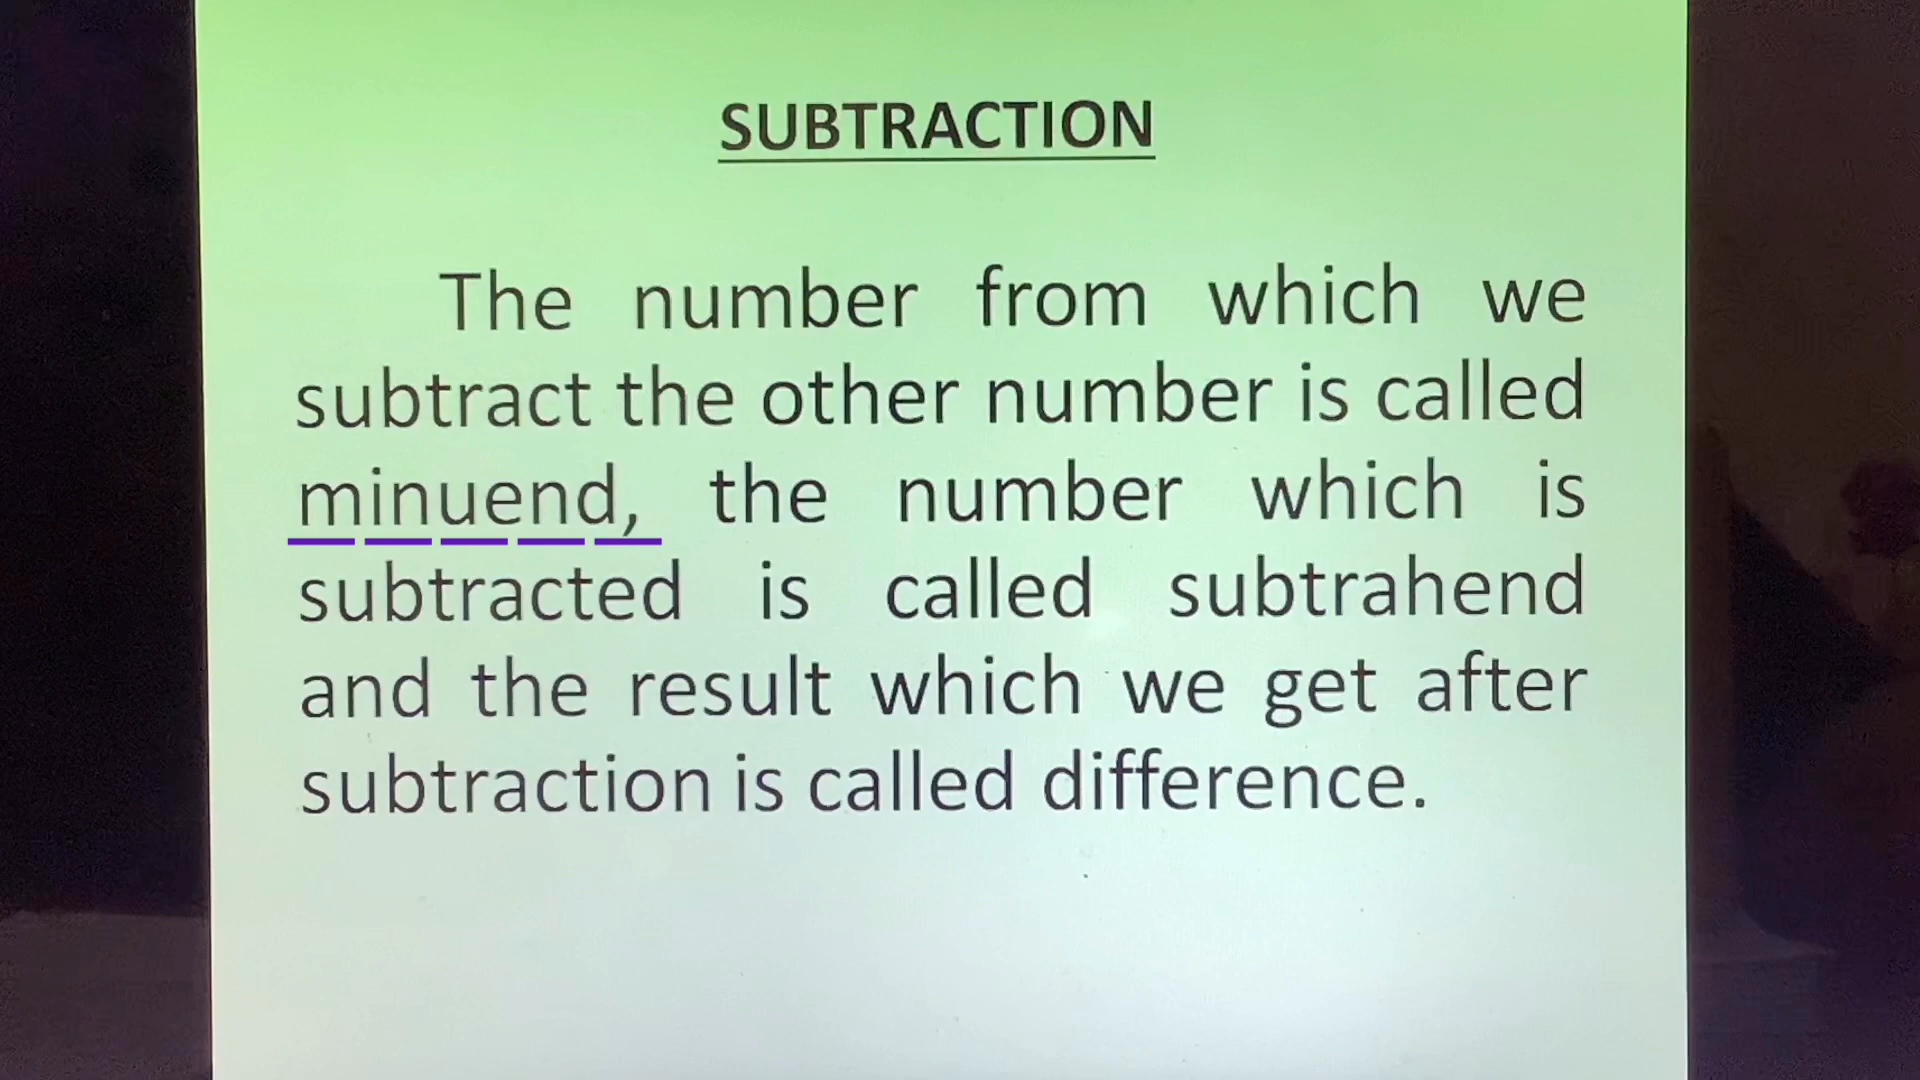 SUBTRACTION
The number from which we
subtract the other number is called
minuend, the number which is
subtracted is called subtrahend
and the result which we get after
subtraction is called difference.